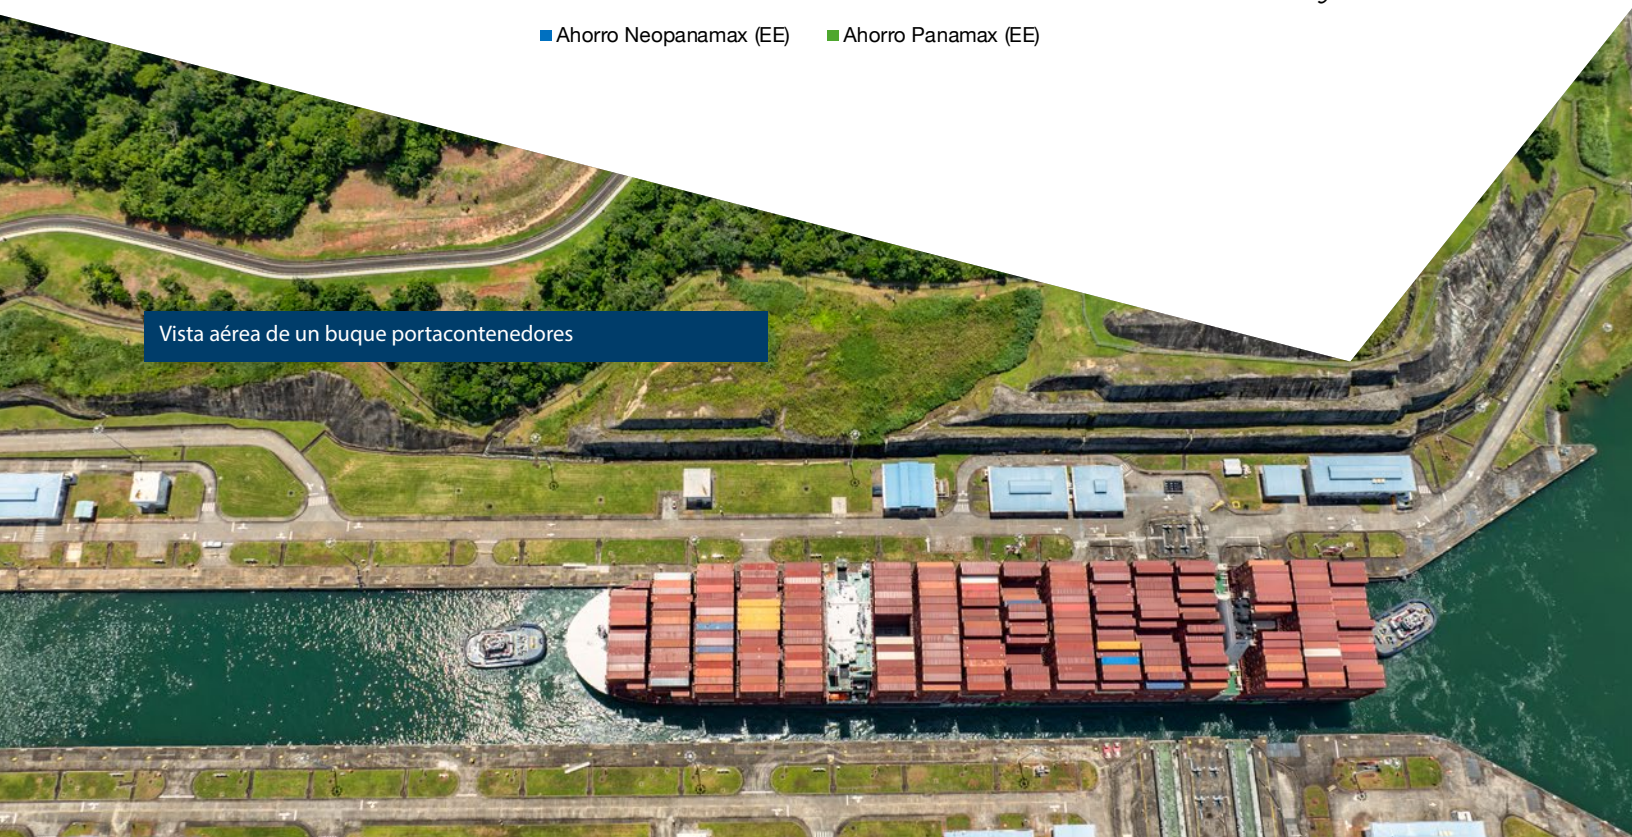 Ahorro Neopanamax (EE) Ahorro Panamax (EE)
Vista aérea de un buque portacontenedores